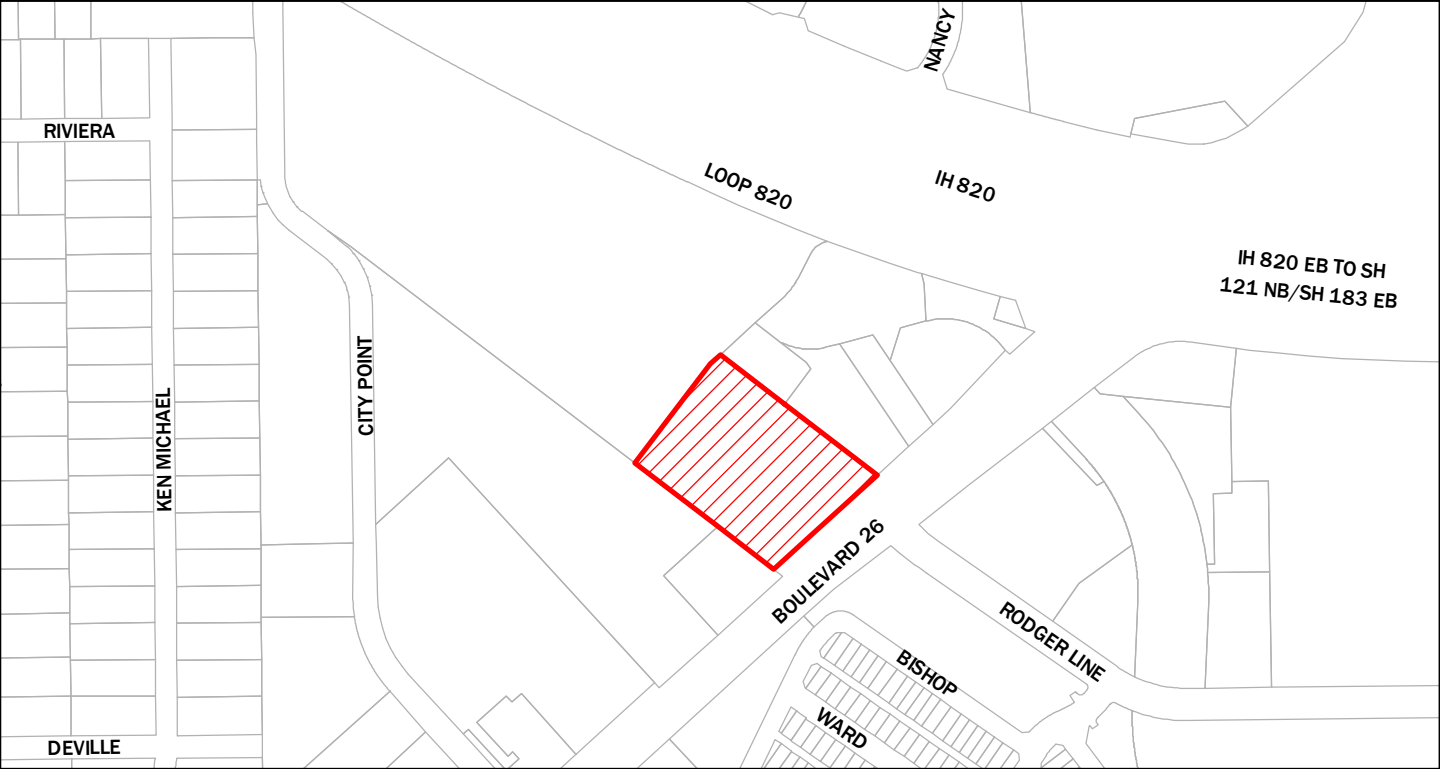 NANCY
RIVIERA
LOOP 820
IH 820
IH 820 EB TO SH
121 NB/SH 183 EB
CITY POINT
KEN MICHAEL
BOULEVARD 26
RODGER LINE
BISHOP
WARD
DEVILLE